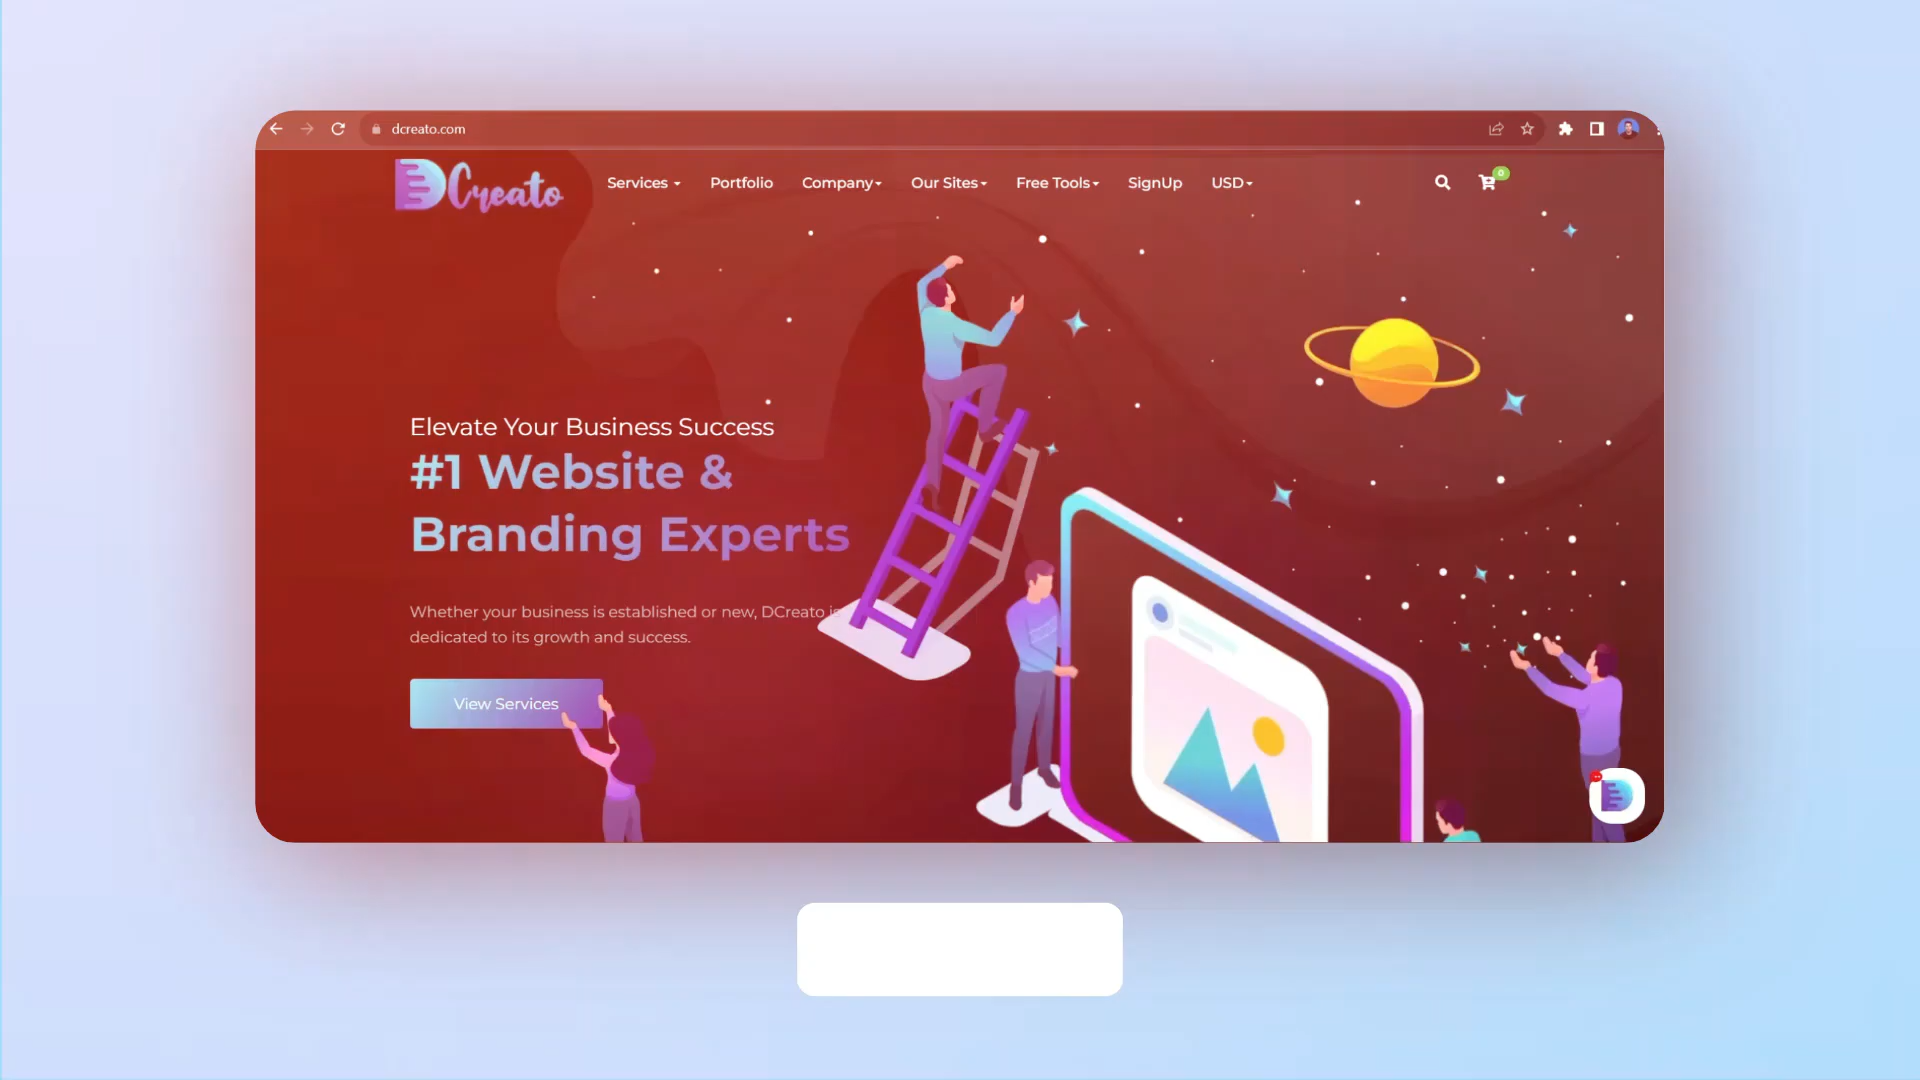 dcreato.com
DCreato
Services
Portfolio
Company
Our Sites
Free Tools
SignUp
USD
0
Elevate Your Business Success
#1 Website &
Branding Experts
Whether your business is established or new, DCreato is
dedicated to its growth and success.
View Services